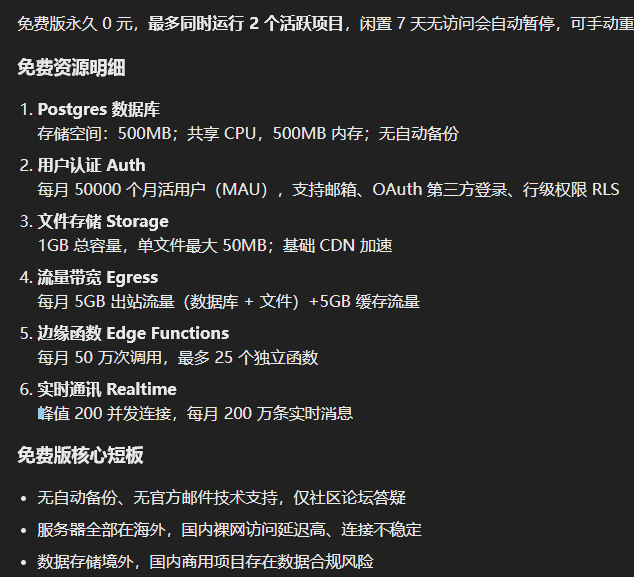 免费版永久 0 元，最多同时运行 2 个活跃项目，闲置 7 天无访问会自动暂停，可手动重
免费资源明细
1. Postgres 数据库
存储空间：500MB；共享 CPU，500MB 内存；无自动备份
2. 用户认证 Auth
每月 50000 个月活用户（MAU），支持邮箱、OAuth 第三方登录、行级权限 RLS
3. 文件存储 Storage
1GB 总容量，单文件最大 50MB；基础 CDN 加速
4. 流量带宽 Egress
每月 5GB 出站流量（数据库 + 文件）+5GB 缓存流量
5. 边缘函数 Edge Functions
每月 50 万次调用，最多 25 个独立函数
6. 实时通讯 Realtime
峰值 200 并发连接，每月 200 万条实时消息
免费版核心短板
• 无自动备份、无官方邮件技术支持，仅社区论坛答疑
• 服务器全部在海外，国内裸网访问延迟高、连接不稳定
• 数据存储境外，国内商用项目存在数据合规风险